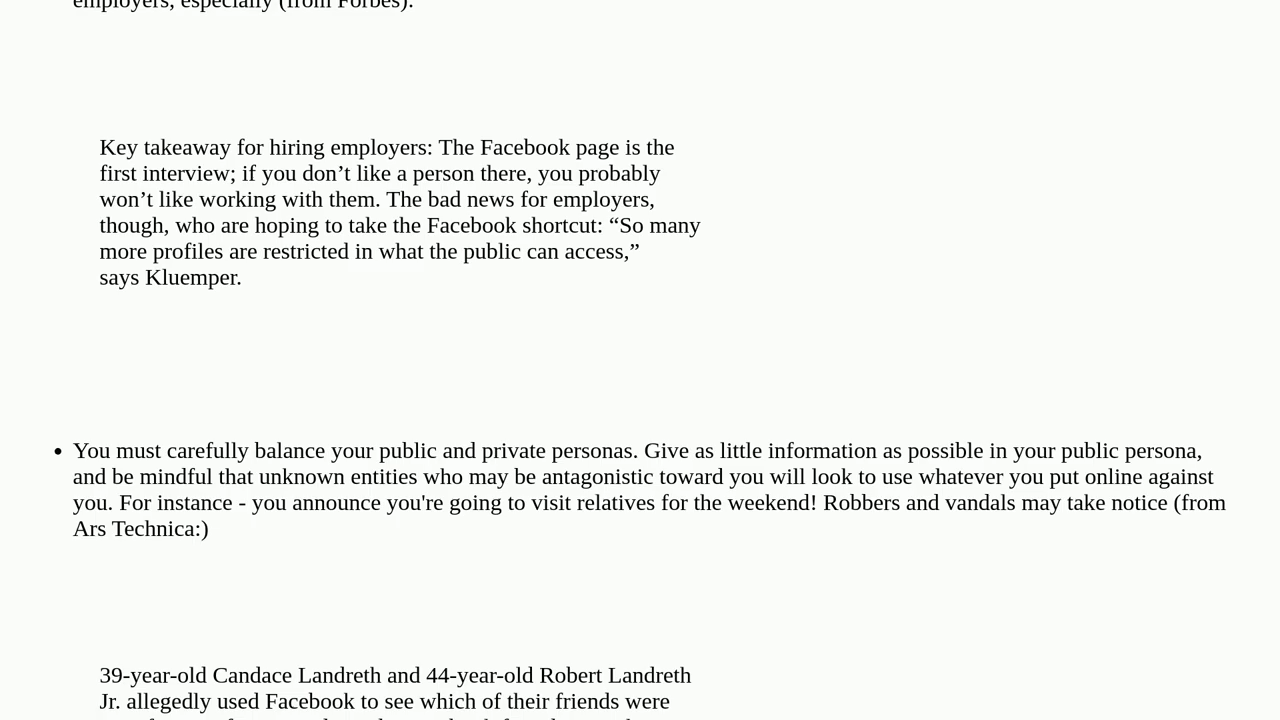 employers, especially (from Forbes):
Key takeaway for hiring employers: The Facebook page is the
first interview; if you don’t like a person there, you probably
won’t like working with them. The bad news for employers,
though, who are hoping to take the Facebook shortcut: “So many
more profiles are restricted in what the public can access,”
says Kluemper.
• You must carefully balance your public and private personas. Give as little information as possible in your public persona,
and be mindful that unknown entities who may be antagonistic toward you will look to use whatever you put online against
you. For instance - you announce you're going to visit relatives for the weekend! Robbers and vandals may take notice (from
Ars Technica:)
39-year-old Candace Landreth and 44-year-old Robert Landreth
Jr. allegedly used Facebook to see which of their friends were